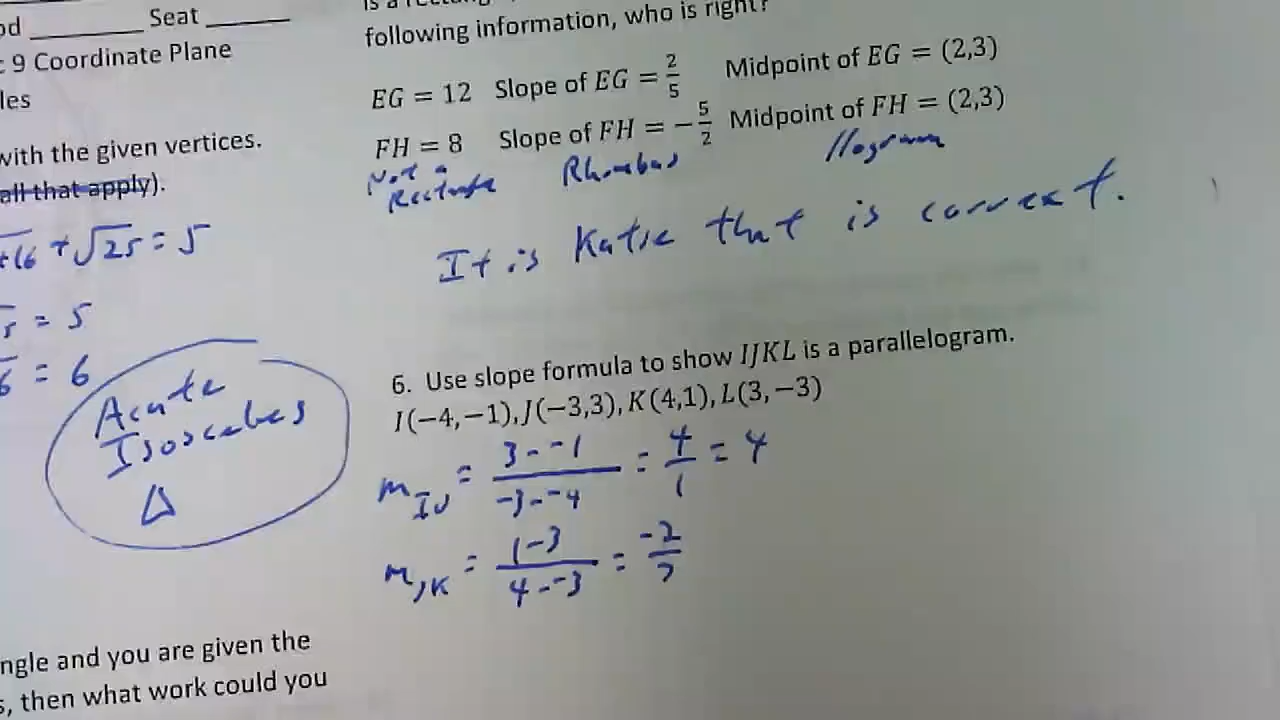 od ________ Seat ______
: 9 Coordinate Plane
les
with the given vertices.
all that apply).
+16 + √25 = 5
= 5
= 6
Acute
Isosceles
△
ngle and you are given the
s, then what work could you
is a
following information, who is right?
EG = 12 Slope of EG = 2/5 Midpoint of EG = (2,3)
FH = 8 Slope of FH = −5/2 Midpoint of FH = (2,3)
Not a Rhombus //logram
Rectangle
It is Katie that is correct.
6. Use slope formula to show IJKL is a parallelogram.
I(−4,−1), J(−3,3), K(4,1), L(3,−3)
m IJ = 3--1 / -3--4 = 4/1 = 4
m JK = 1-3 / 4--3 = -2/7